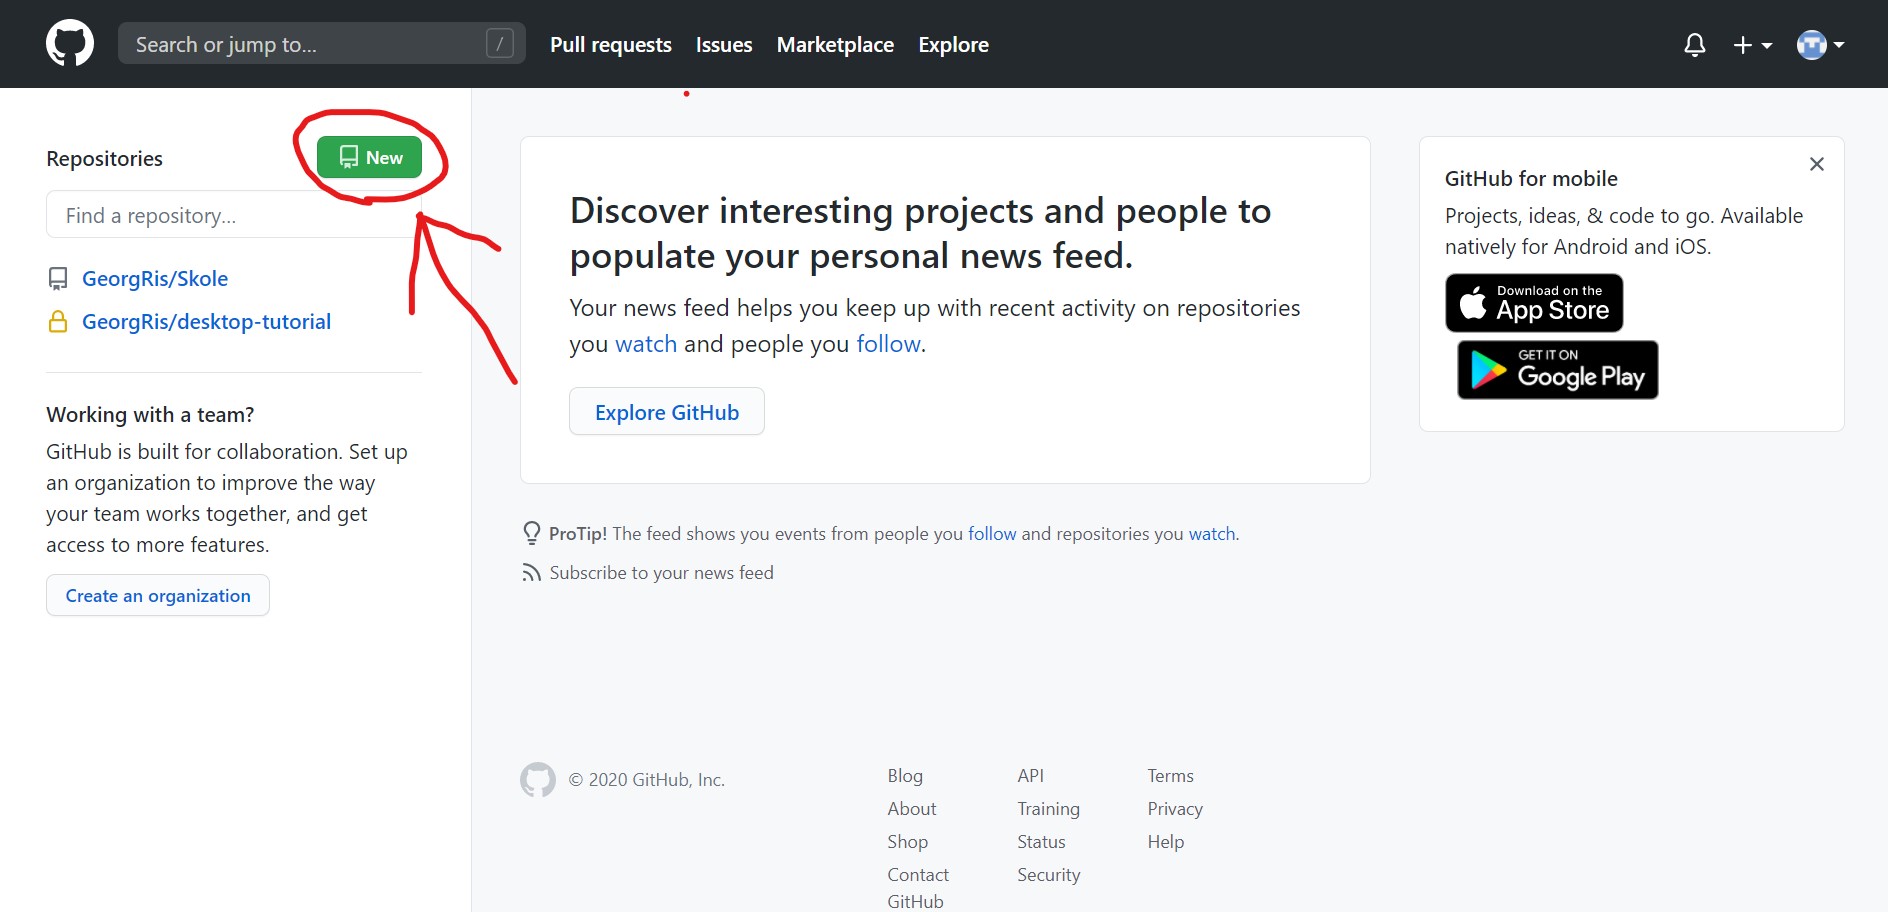 Search or jump to...
/
Pull requests
Issues
Marketplace
Explore
Repositories
New
Find a repository...
GeorgRis/Skole
GeorgRis/desktop-tutorial
Working with a team?
GitHub is built for collaboration. Set up
an organization to improve the way
your team works together, and get
access to more features.
Create an organization
Discover interesting projects and people to
populate your personal news feed.
Your news feed helps you keep up with recent activity on repositories
you watch and people you follow.
Explore GitHub
ProTip! The feed shows you events from people you follow and repositories you watch.
Subscribe to your news feed
GitHub for mobile
Projects, ideas, & code to go. Available
natively for Android and iOS.
Download on the
App Store
GET IT ON
Google Play
© 2020 GitHub, Inc.
Blog
About
Shop
Contact
GitHub
API
Training
Status
Security
Terms
Privacy
Help